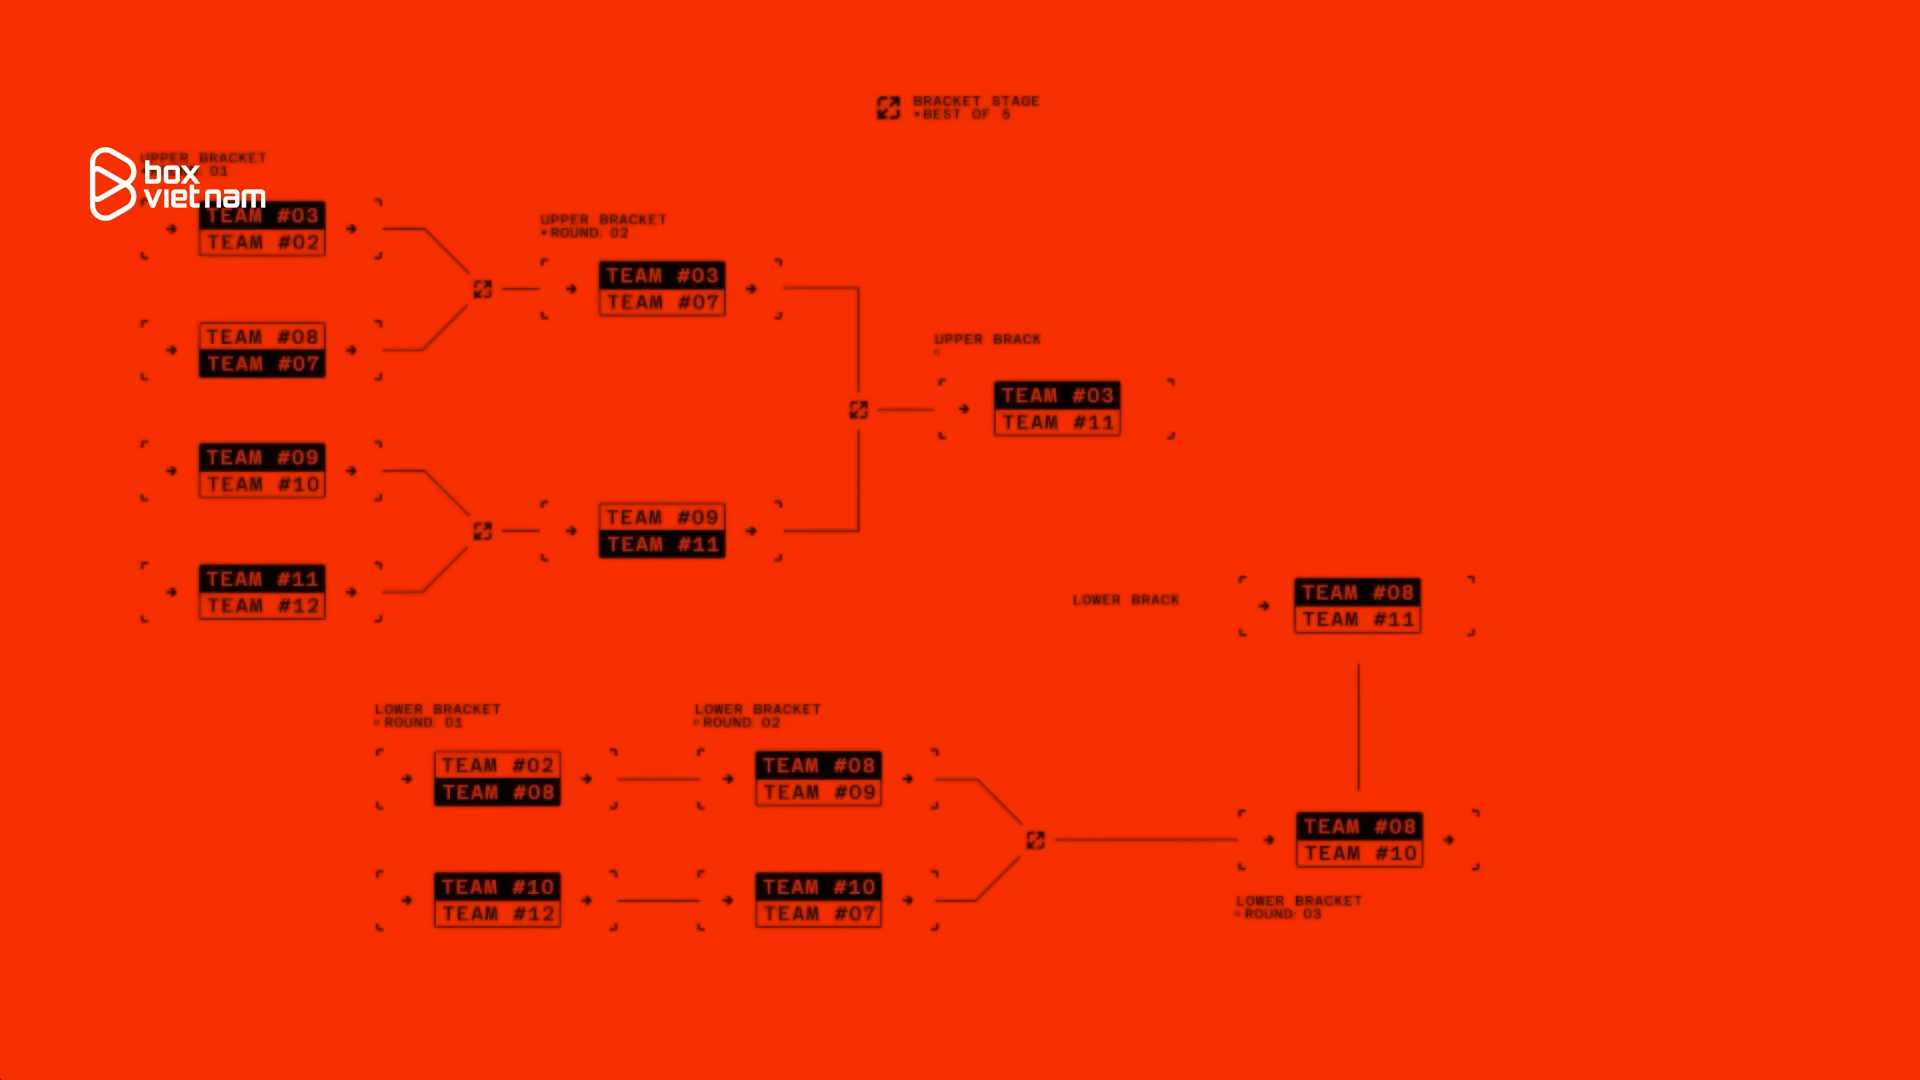 BRACKET STAGE
BEST OF 5
UPPER BRACKET
01
box
vietnam
TEAM #03
TEAM #02
TEAM #08
TEAM #07
TEAM #09
TEAM #10
TEAM #11
TEAM #12
UPPER BRACKET
ROUND: 02
TEAM #03
TEAM #07
TEAM #09
TEAM #11
UPPER BRACK
TEAM #03
TEAM #11
LOWER BRACK
TEAM #08
TEAM #11
LOWER BRACKET
ROUND: 01
TEAM #02
TEAM #08
TEAM #10
TEAM #12
LOWER BRACKET
ROUND: 02
TEAM #08
TEAM #09
TEAM #10
TEAM #07
TEAM #08
TEAM #10
LOWER BRACKET
ROUND: 03